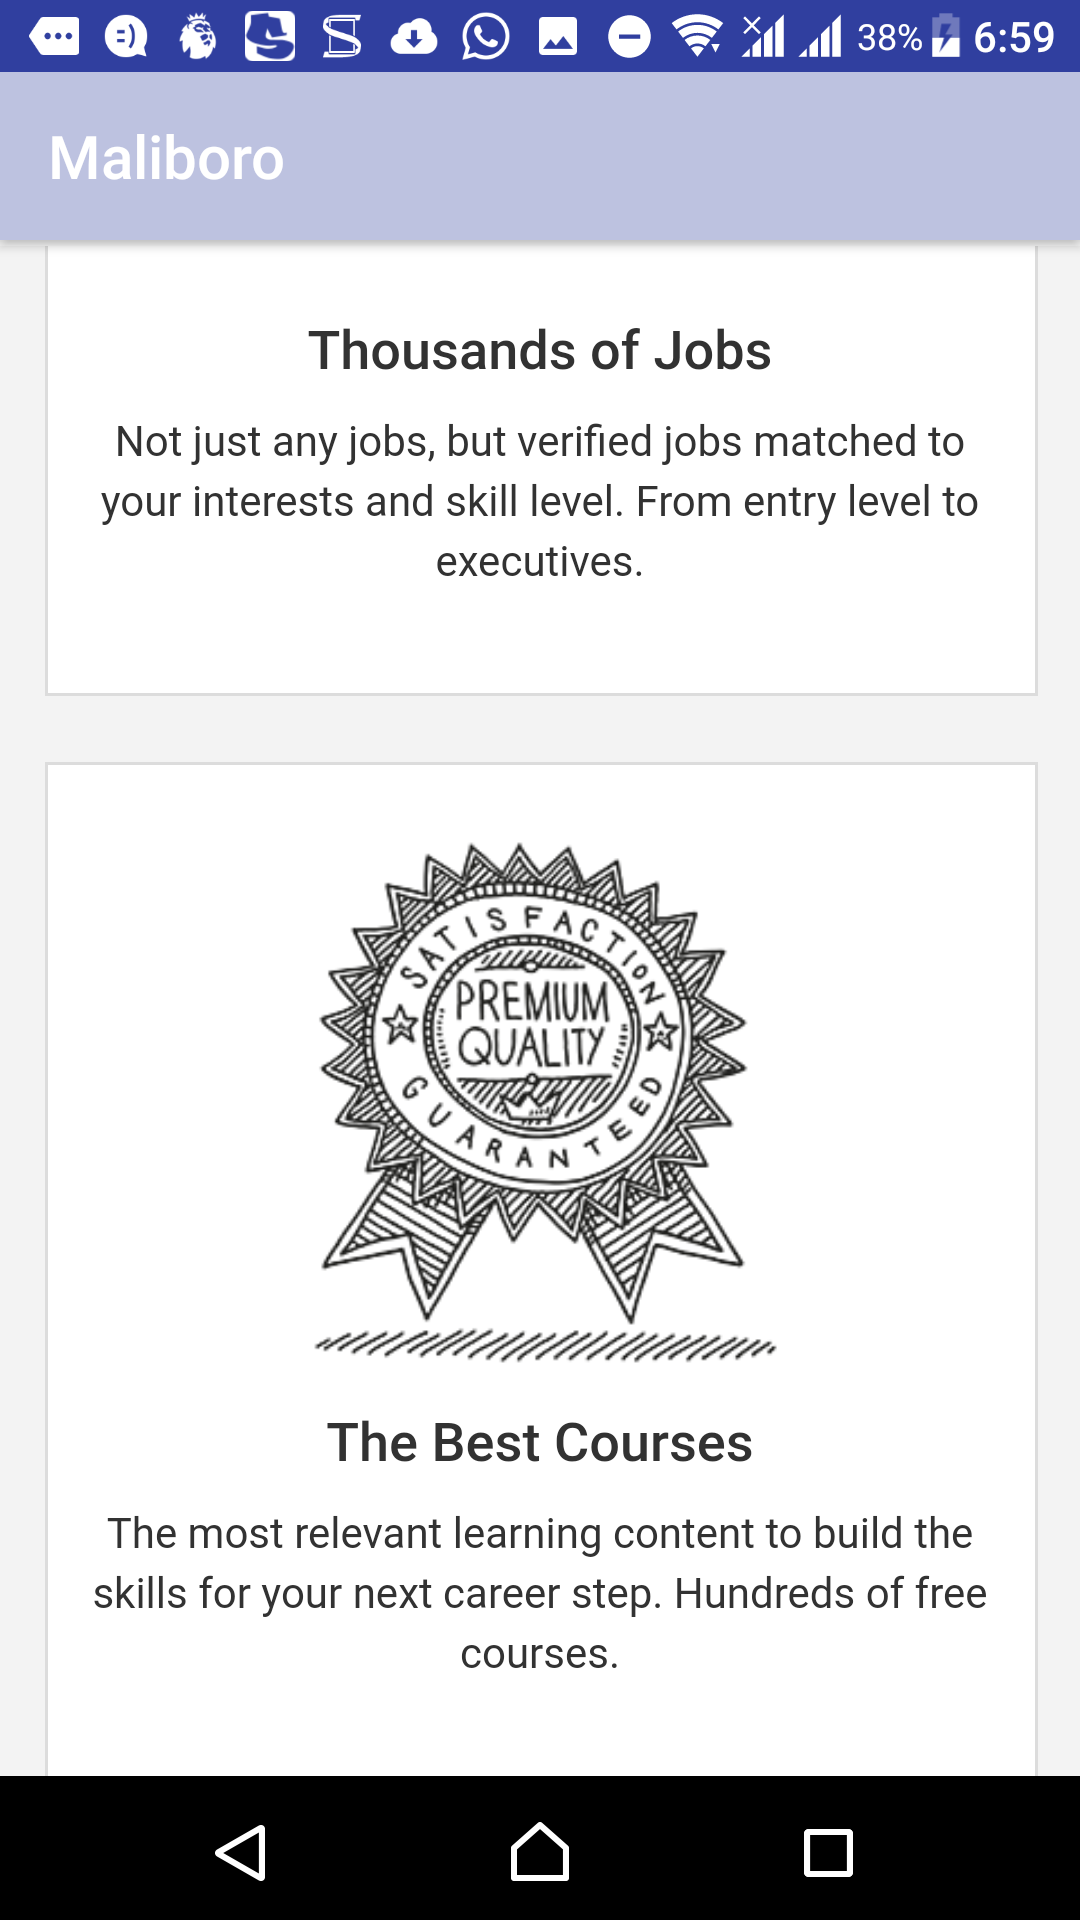 38% 6:59
Maliboro
Thousands of Jobs
Not just any jobs, but verified jobs matched to
your interests and skill level. From entry level to
executives.
SATISFACTION
PREMIUM
QUALITY
GUARANTEED
The Best Courses
The most relevant learning content to build the
skills for your next career step. Hundreds of free
courses.